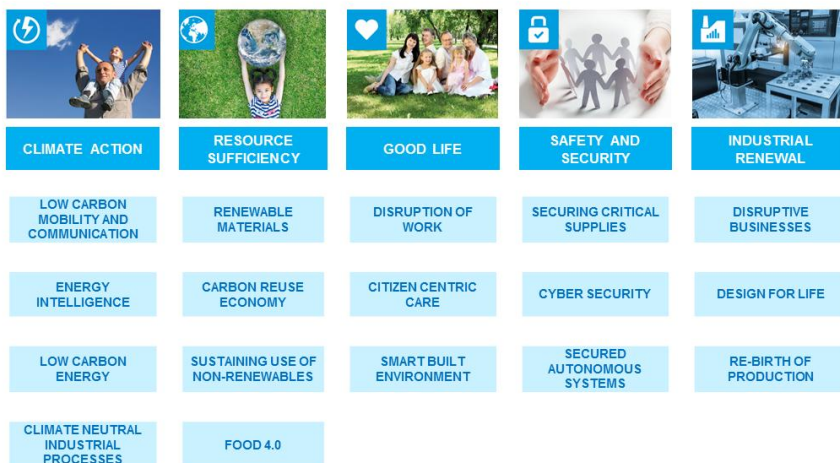 CLIMATE ACTION
RESOURCE
SUFFICIENCY
GOOD LIFE
SAFETY AND
SECURITY
INDUSTRIAL
RENEWAL
LOW CARBON
MOBILITY AND
COMMUNICATION
RENEWABLE
MATERIALS
DISRUPTION OF
WORK
SECURING CRITICAL
SUPPLIES
DISRUPTIVE
BUSINESSES
ENERGY
INTELLIGENCE
CARBON REUSE
ECONOMY
CITIZEN CENTRIC
CARE
CYBER SECURITY
DESIGN FOR LIFE
LOW CARBON
ENERGY
SUSTAINING USE OF
NON-RENEWABLES
SMART BUILT
ENVIRONMENT
SECURED
AUTONOMOUS
SYSTEMS
RE-BIRTH OF
PRODUCTION
CLIMATE NEUTRAL
INDUSTRIAL
PROCESSES
FOOD 4.0